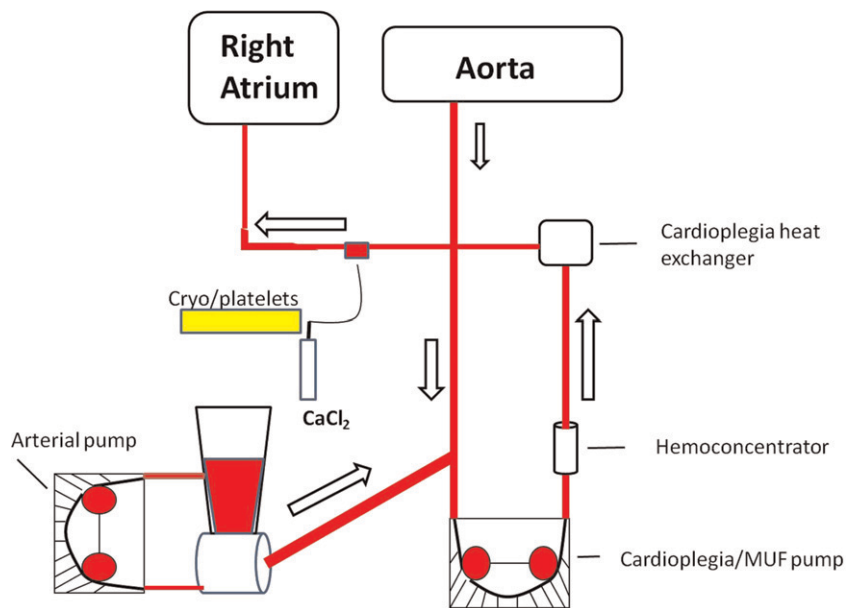 Right
Atrium
Aorta
Cardioplegia heat
exchanger
Cryo/platelets
CaCl₂
Arterial pump
Hemoconcentrator
Cardioplegia/MUF pump